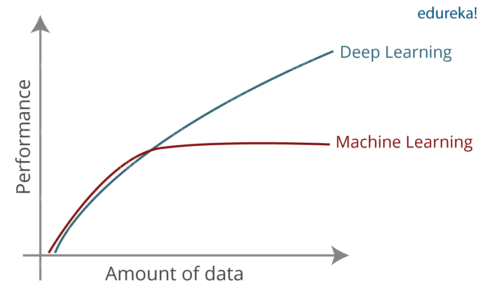 edureka!
Deep Learning
Machine Learning
Performance
Amount of data